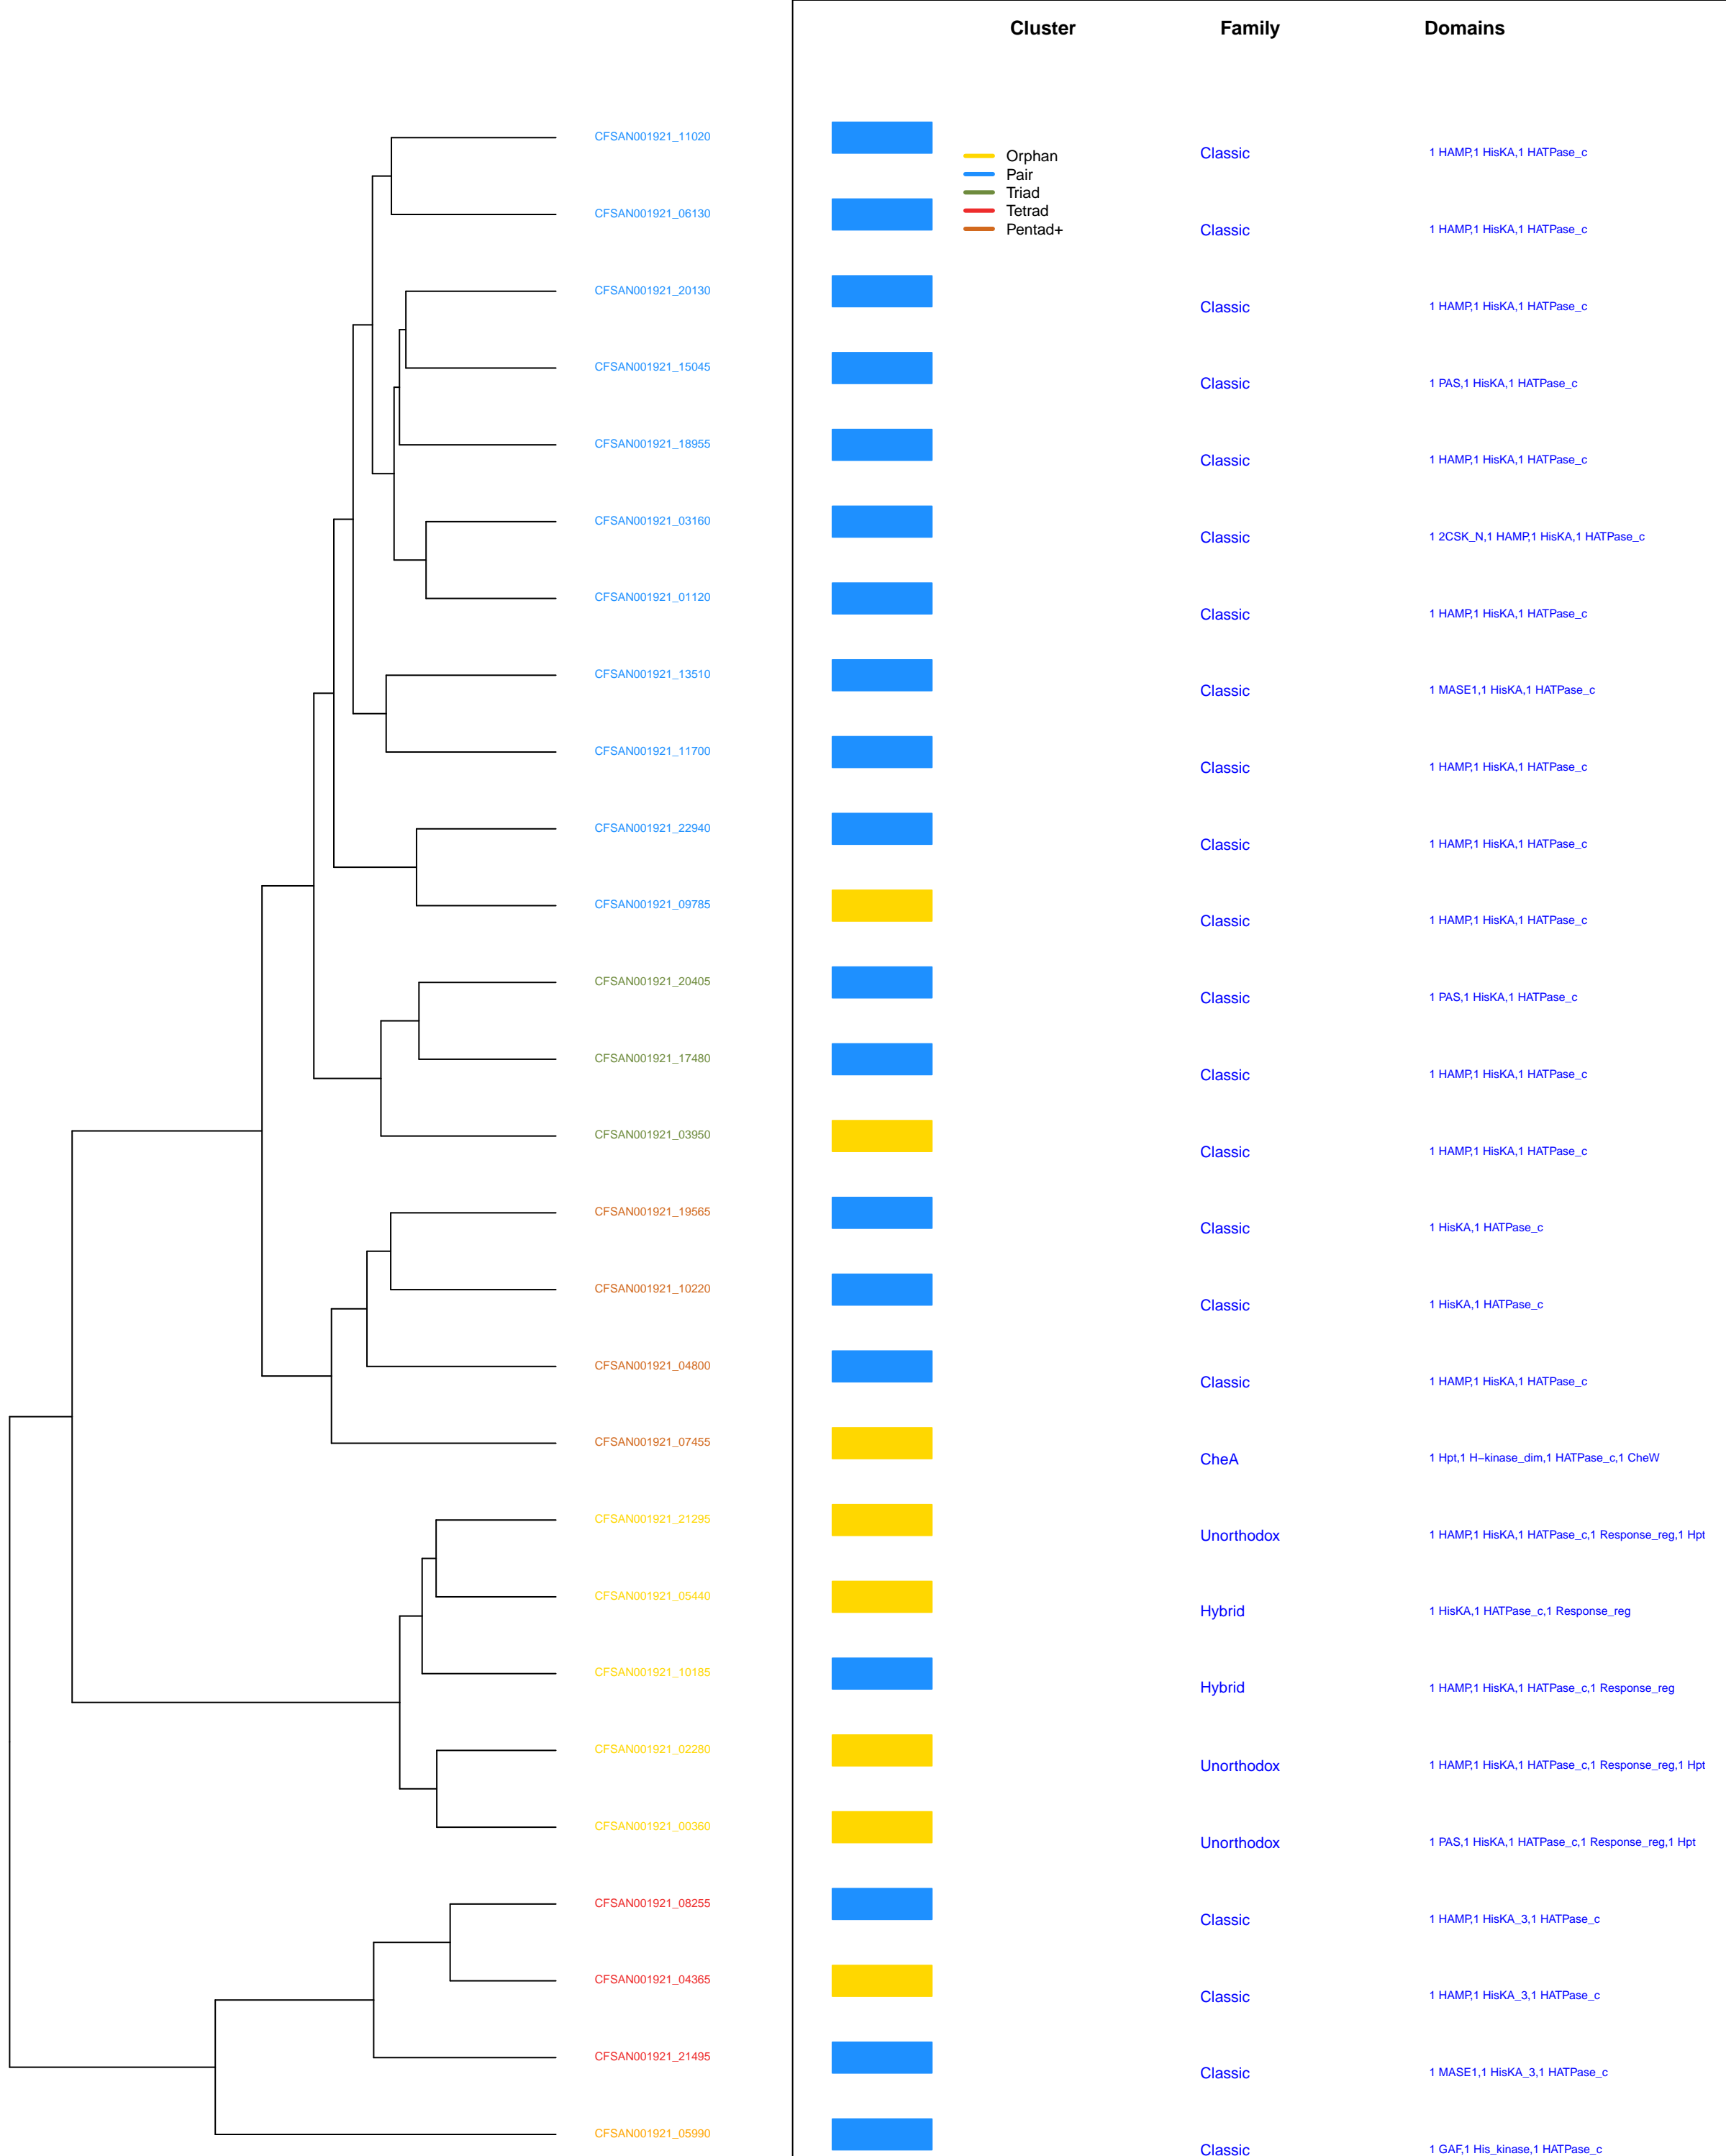 Cluster Family Domains
CFSAN001921_11020
Orphan
Classic 1 HAMP,1 HisKA,1 HATPase_c
Pair
Triad
Tetrad
CFSAN001921_06130
Pentad+
Classic 1 HAMP,1 HisKA,1 HATPase_c
CFSAN001921_20130
Classic 1 HAMP,1 HisKA,1 HATPase_c
CFSAN001921_15045
Classic 1 PAS,1 HisKA,1 HATPase_c
CFSAN001921_18955
Classic 1 HAMP,1 HisKA,1 HATPase_c
CFSAN001921_03160
Classic 1 2CSK_N,1 HAMP,1 HisKA,1 HATPase_c
CFSAN001921_01120
Classic 1 HAMP,1 HisKA,1 HATPase_c
CFSAN001921_13510
Classic 1 MASE1,1 HisKA,1 HATPase_c
CFSAN001921_11700
Classic 1 HAMP,1 HisKA,1 HATPase_c
CFSAN001921_22940
Classic 1 HAMP,1 HisKA,1 HATPase_c
CFSAN001921_09785
Classic 1 HAMP,1 HisKA,1 HATPase_c
CFSAN001921_20405
Classic 1 PAS,1 HisKA,1 HATPase_c
CFSAN001921_17480
Classic 1 HAMP,1 HisKA,1 HATPase_c
CFSAN001921_03950
Classic 1 HAMP,1 HisKA,1 HATPase_c
CFSAN001921_19565
Classic 1 HisKA,1 HATPase_c
CFSAN001921_10220
Classic 1 HisKA,1 HATPase_c
CFSAN001921_04800
Classic 1 HAMP,1 HisKA,1 HATPase_c
CFSAN001921_07455
CheA 1 Hpt,1 H−kinase_dim,1 HATPase_c,1 CheW
CFSAN001921_21295
Unorthodox 1 HAMP,1 HisKA,1 HATPase_c,1 Response_reg,1 Hpt
CFSAN001921_05440
Hybrid 1 HisKA,1 HATPase_c,1 Response_reg
CFSAN001921_10185
Hybrid 1 HAMP,1 HisKA,1 HATPase_c,1 Response_reg
CFSAN001921_02280
Unorthodox 1 HAMP,1 HisKA,1 HATPase_c,1 Response_reg,1 Hpt
CFSAN001921_00360
Unorthodox 1 PAS,1 HisKA,1 HATPase_c,1 Response_reg,1 Hpt
CFSAN001921_08255
Classic 1 HAMP,1 HisKA_3,1 HATPase_c
CFSAN001921_04365
Classic 1 HAMP,1 HisKA_3,1 HATPase_c
CFSAN001921_21495
Classic 1 MASE1,1 HisKA_3,1 HATPase_c
CFSAN001921_05990
Classic 1 GAF,1 His_kinase,1 HATPase_c